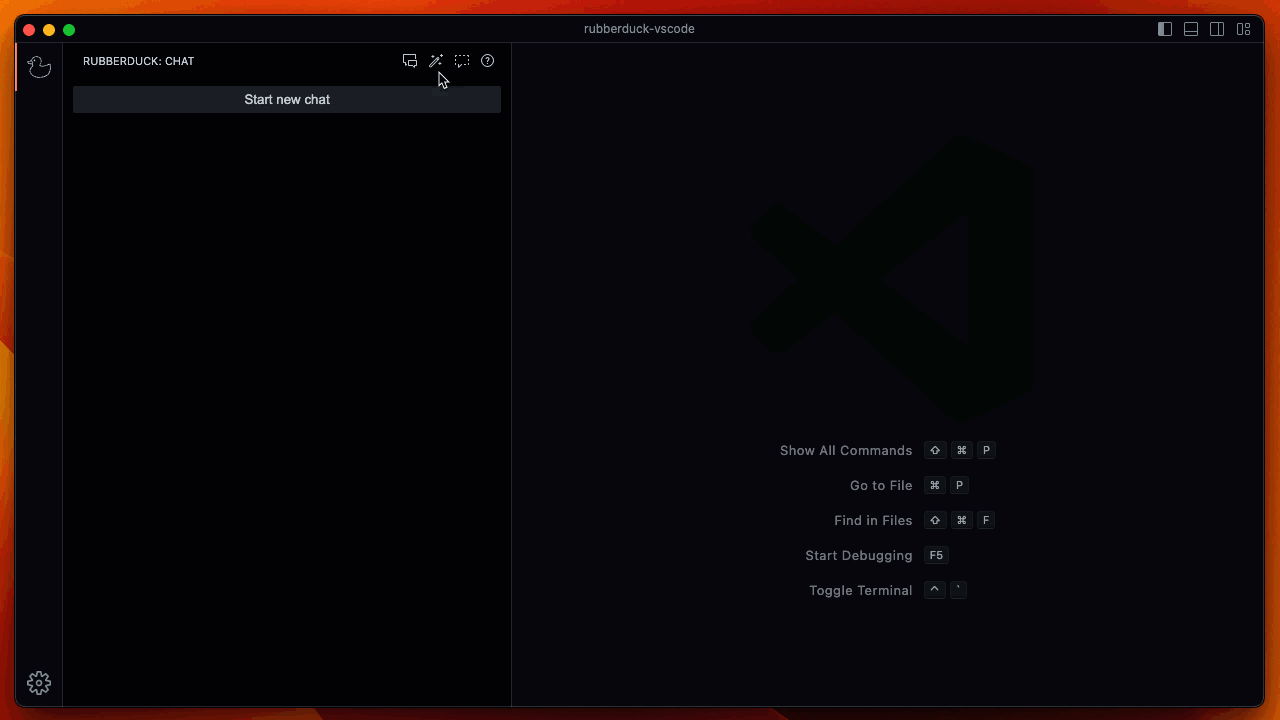 rubberduck-vscode
RUBBERDUCK: CHAT
Start new chat
Show All Commands ⇧ ⌘ P
Go to File ⌘ P
Find in Files ⇧ ⌘ F
Start Debugging F5
Toggle Terminal ^ `